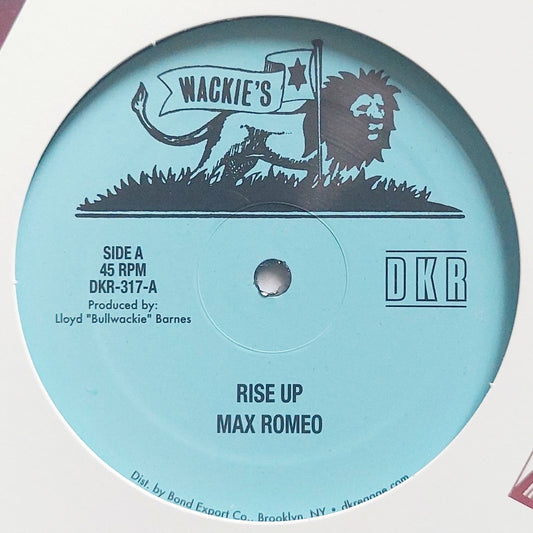 WACKIE'S
SIDE A
45 RPM
DKR-317-A
Produced by:
Lloyd "Bullwackie" Barnes
DKR
RISE UP
MAX ROMEO
Dist. by Bond Export Co., Brooklyn, NY • dkreggae.com